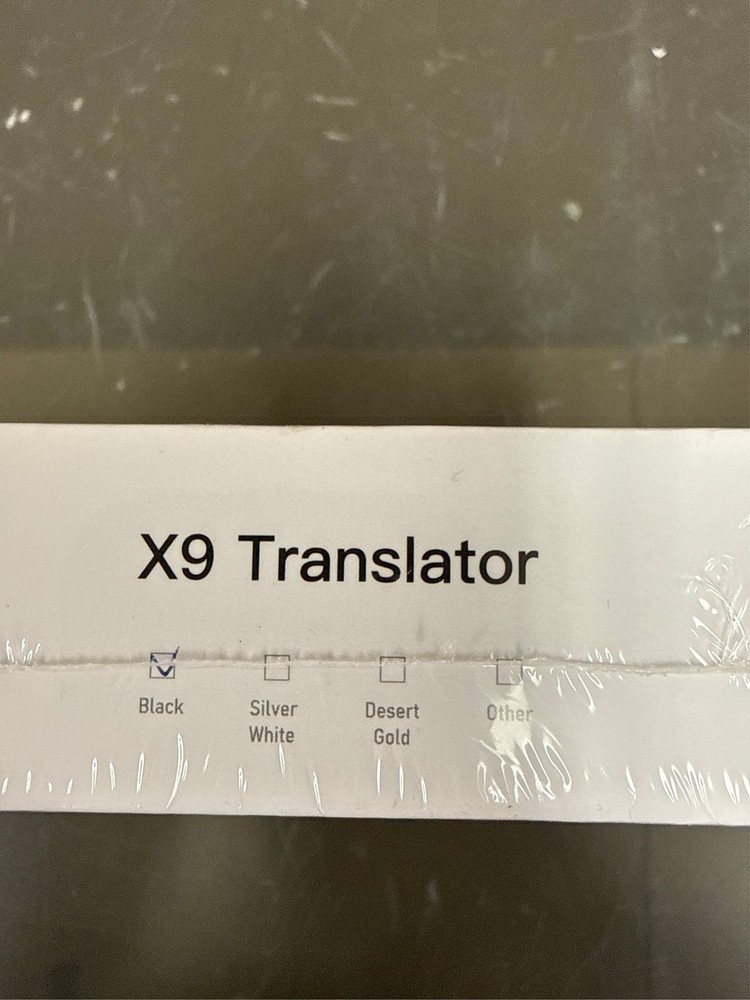 X9 Translator
Black Silver White Desert Gold Other